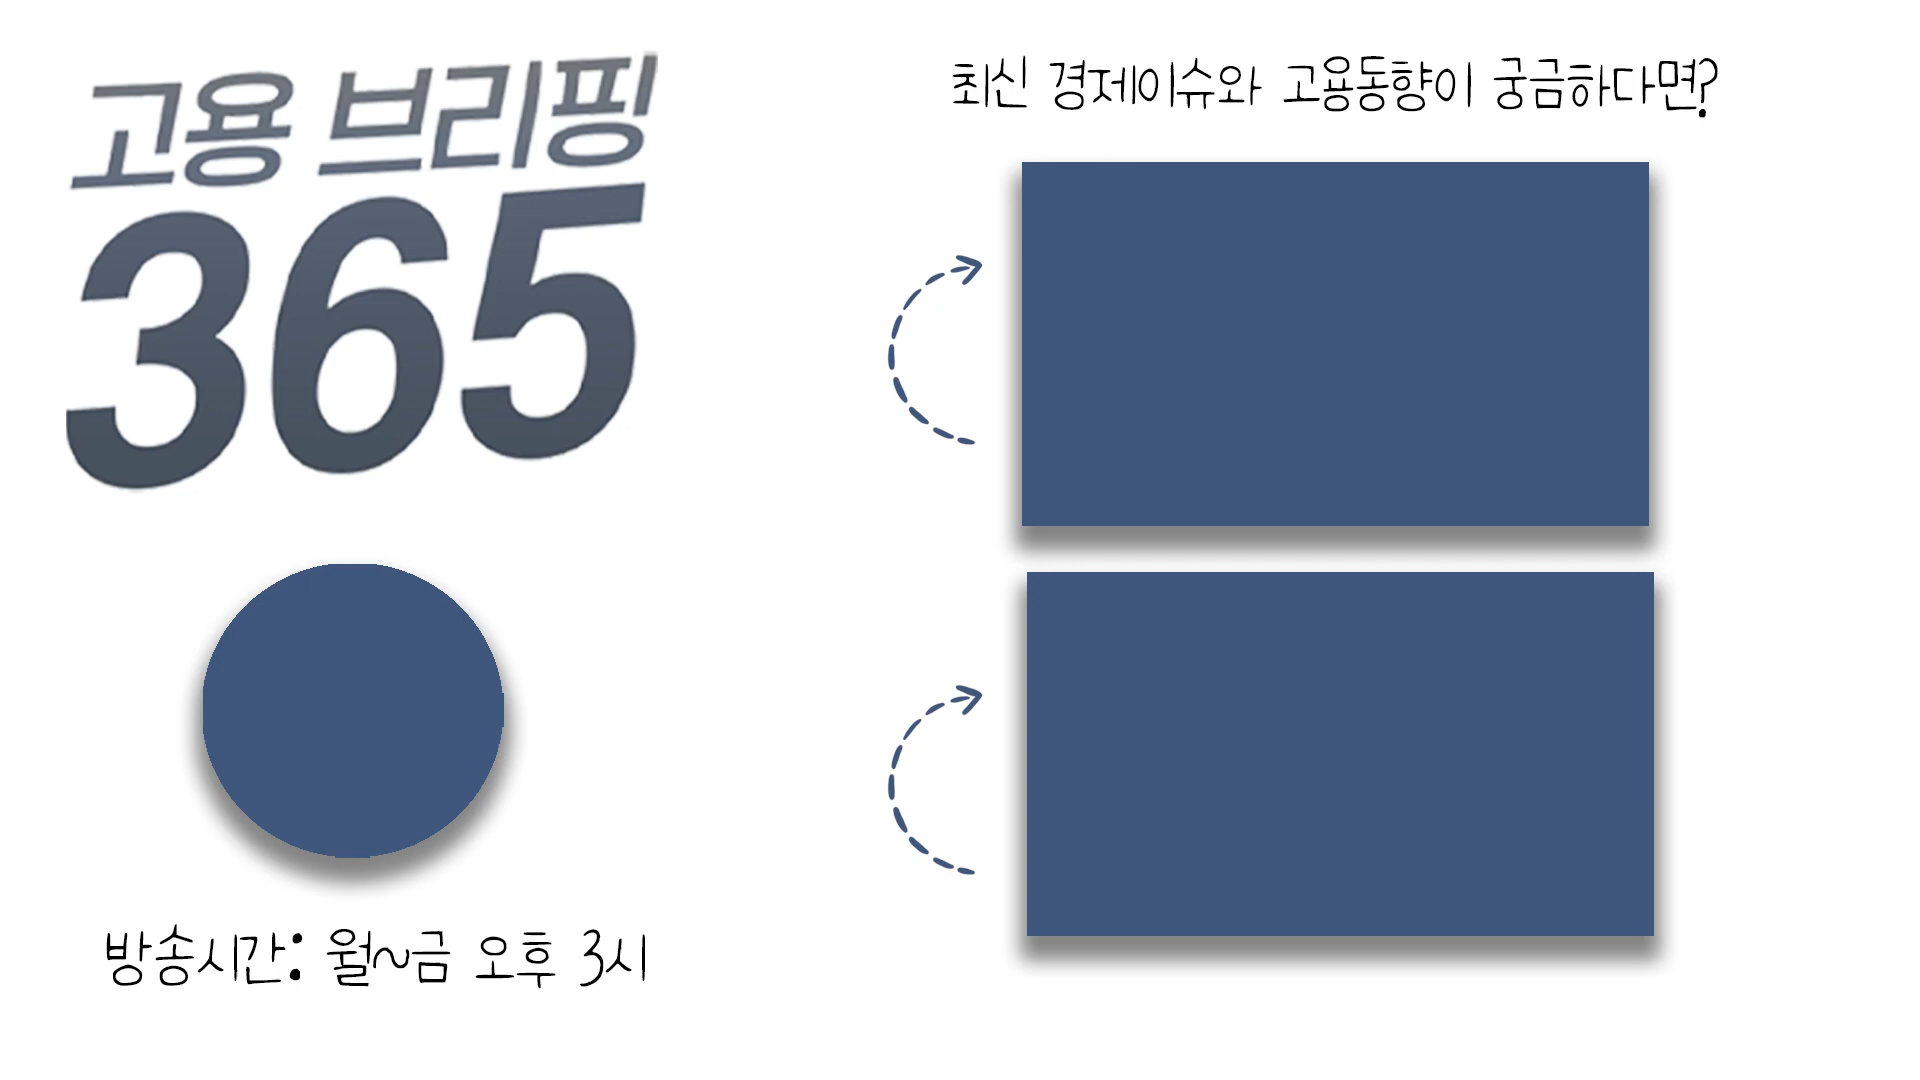 고용 브리핑
365
최신 경제이슈와 고용동향이 궁금하다면?
방송시간: 월~금 오후 3시